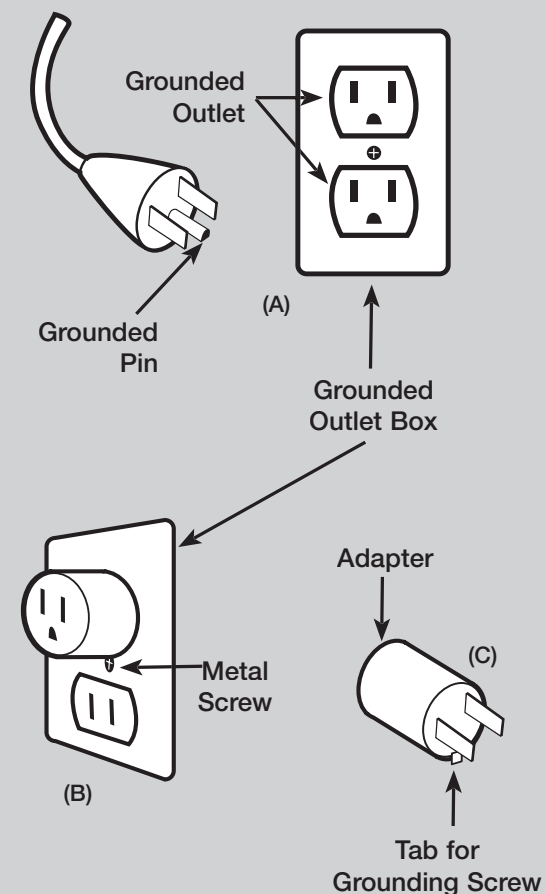 Grounded
Outlet
(A)
Grounded
Pin
Grounded
Outlet Box
Adapter
(C)
Metal
Screw
(B)
Tab for
Grounding Screw